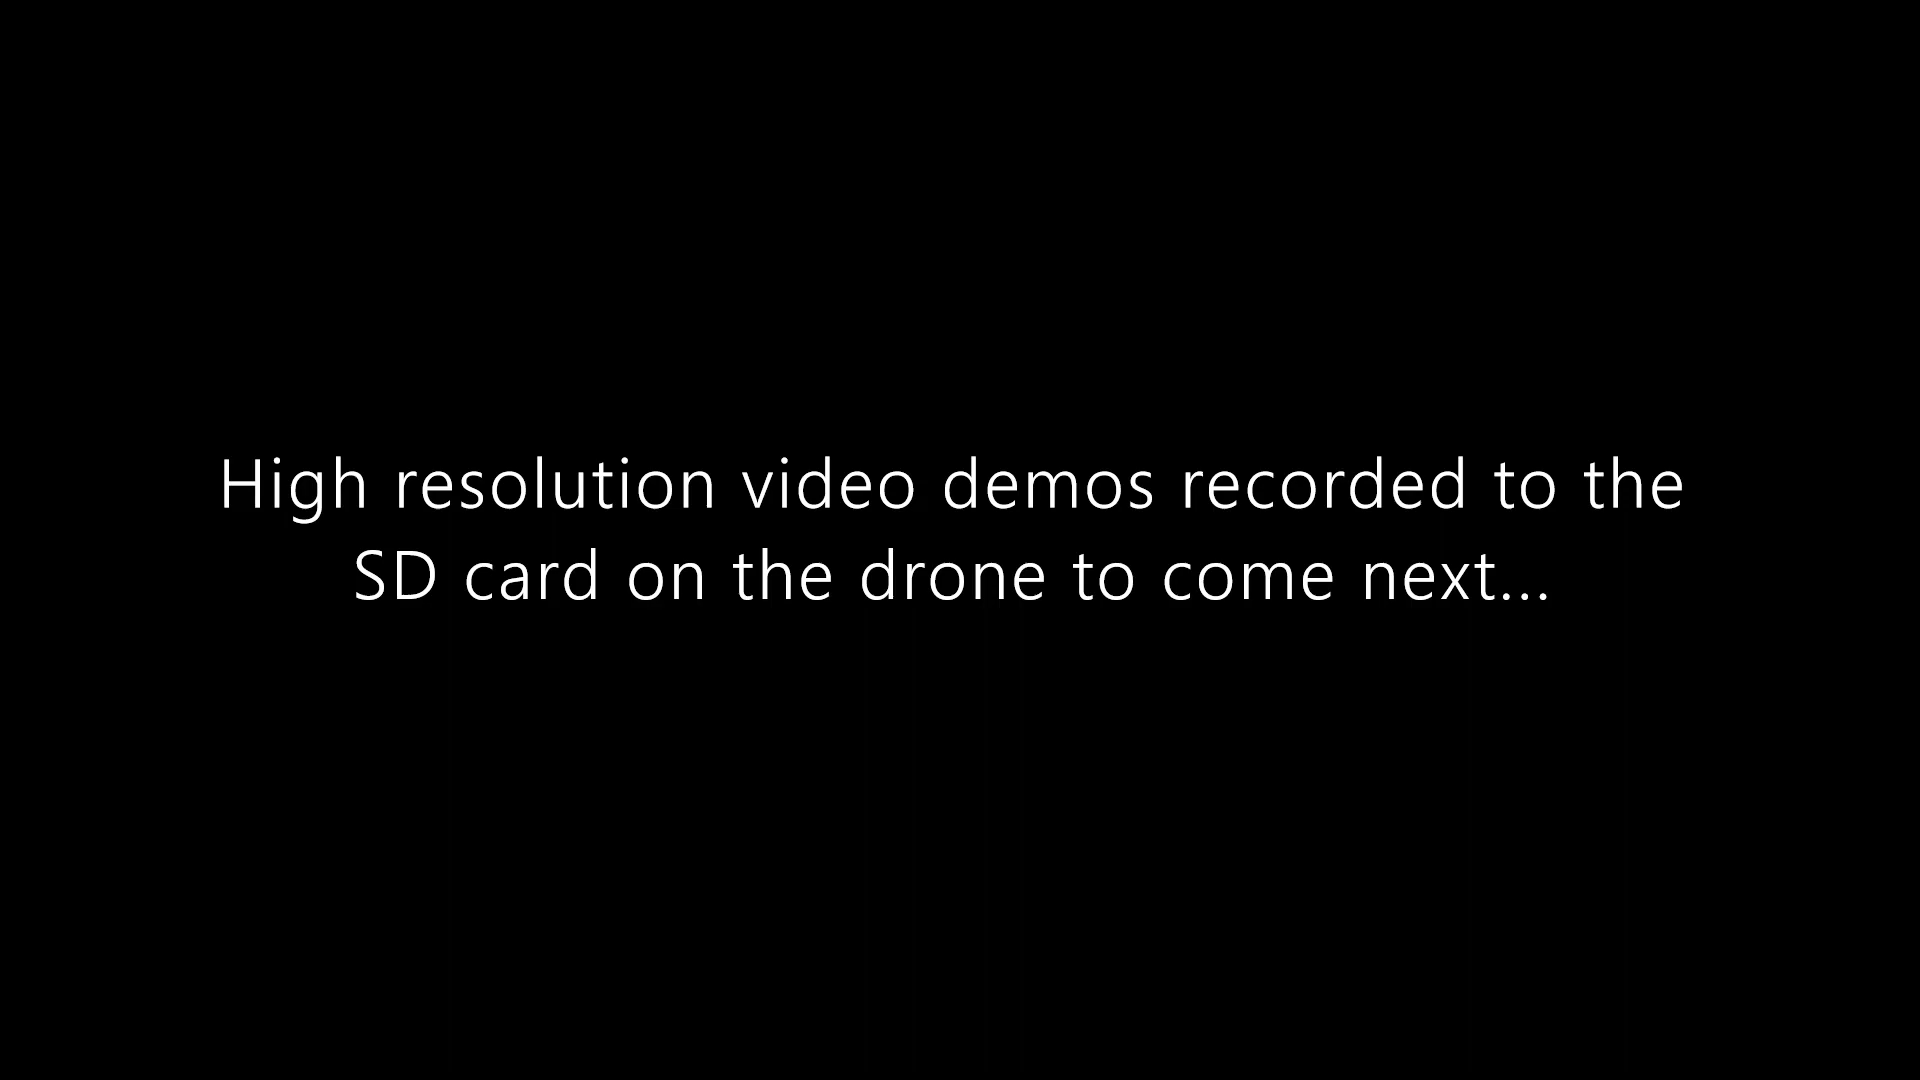 High resolution video demos recorded to the
SD card on the drone to come next...